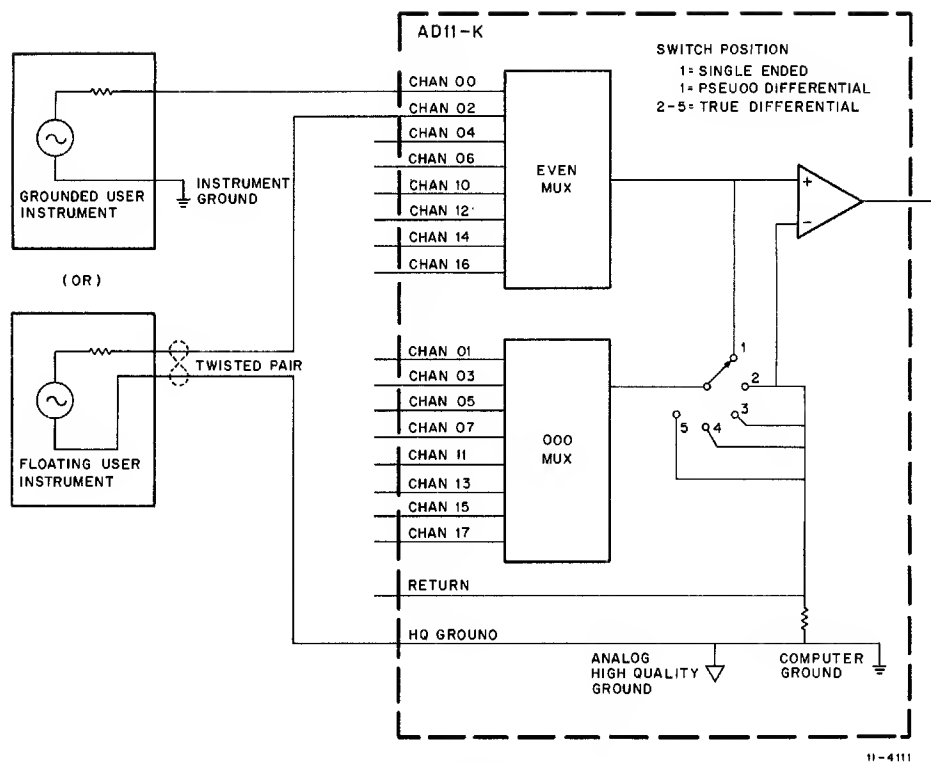 AD11-K
SWITCH POSITION
1= SINGLE ENDED
1= PSEUOO DIFFERENTIAL
2-5= TRUE DIFFERENTIAL
CHAN 00
CHAN 02
CHAN 04
CHAN 06
CHAN 10
CHAN 12
CHAN 14
CHAN 16
EVEN
MUX
+
−
GROUNDED USER
INSTRUMENT
INSTRUMENT
GROUND
(OR)
TWISTED PAIR
FLOATING USER
INSTRUMENT
CHAN 01
CHAN 03
CHAN 05
CHAN 07
CHAN 11
CHAN 13
CHAN 15
CHAN 17
OOO
MUX
1
2
3
4
5
RETURN
HQ GROUNO
ANALOG
HIGH QUALITY
GROUND
COMPUTER
GROUND
11-4111